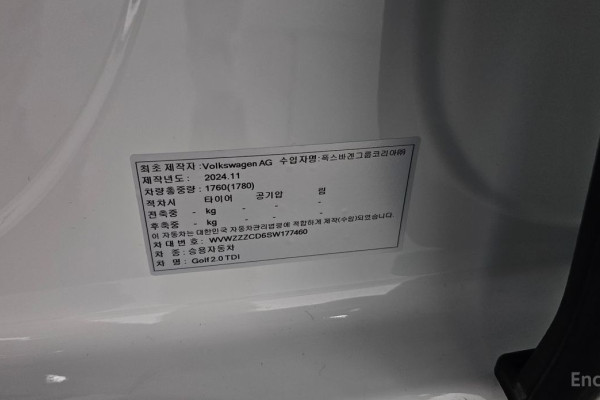 최초 제작자 : Volkswagen AG 수입자명 : 폭스바겐그룹코리아㈜
제작년도 : 2024.11
차량총중량 : 1760(1780)
적차시 타이어 공기압 림
전축중 - kg - -
후축중 - kg - -
이 자동차는 대한민국 자동차관리법령에 적합하게 제작(수입)되었습니다.
차대번호 : WVWZZZCD6SW177460
차종 : 승용자동차
차명 : Golf 2.0 TDI
Enc